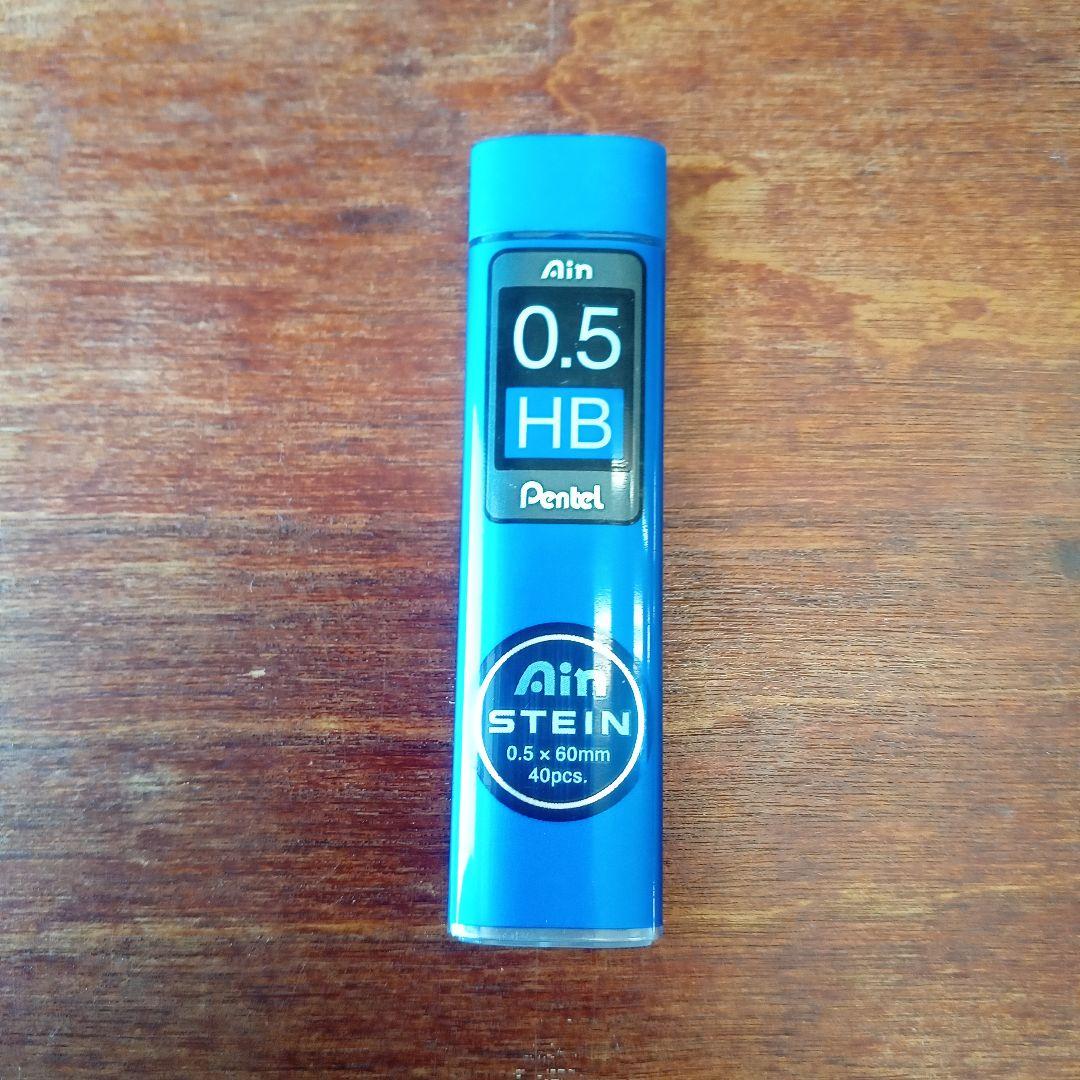 Ain
0.5
HB
Pentel
Ain
STEIN
0.5 × 60mm
40pcs.